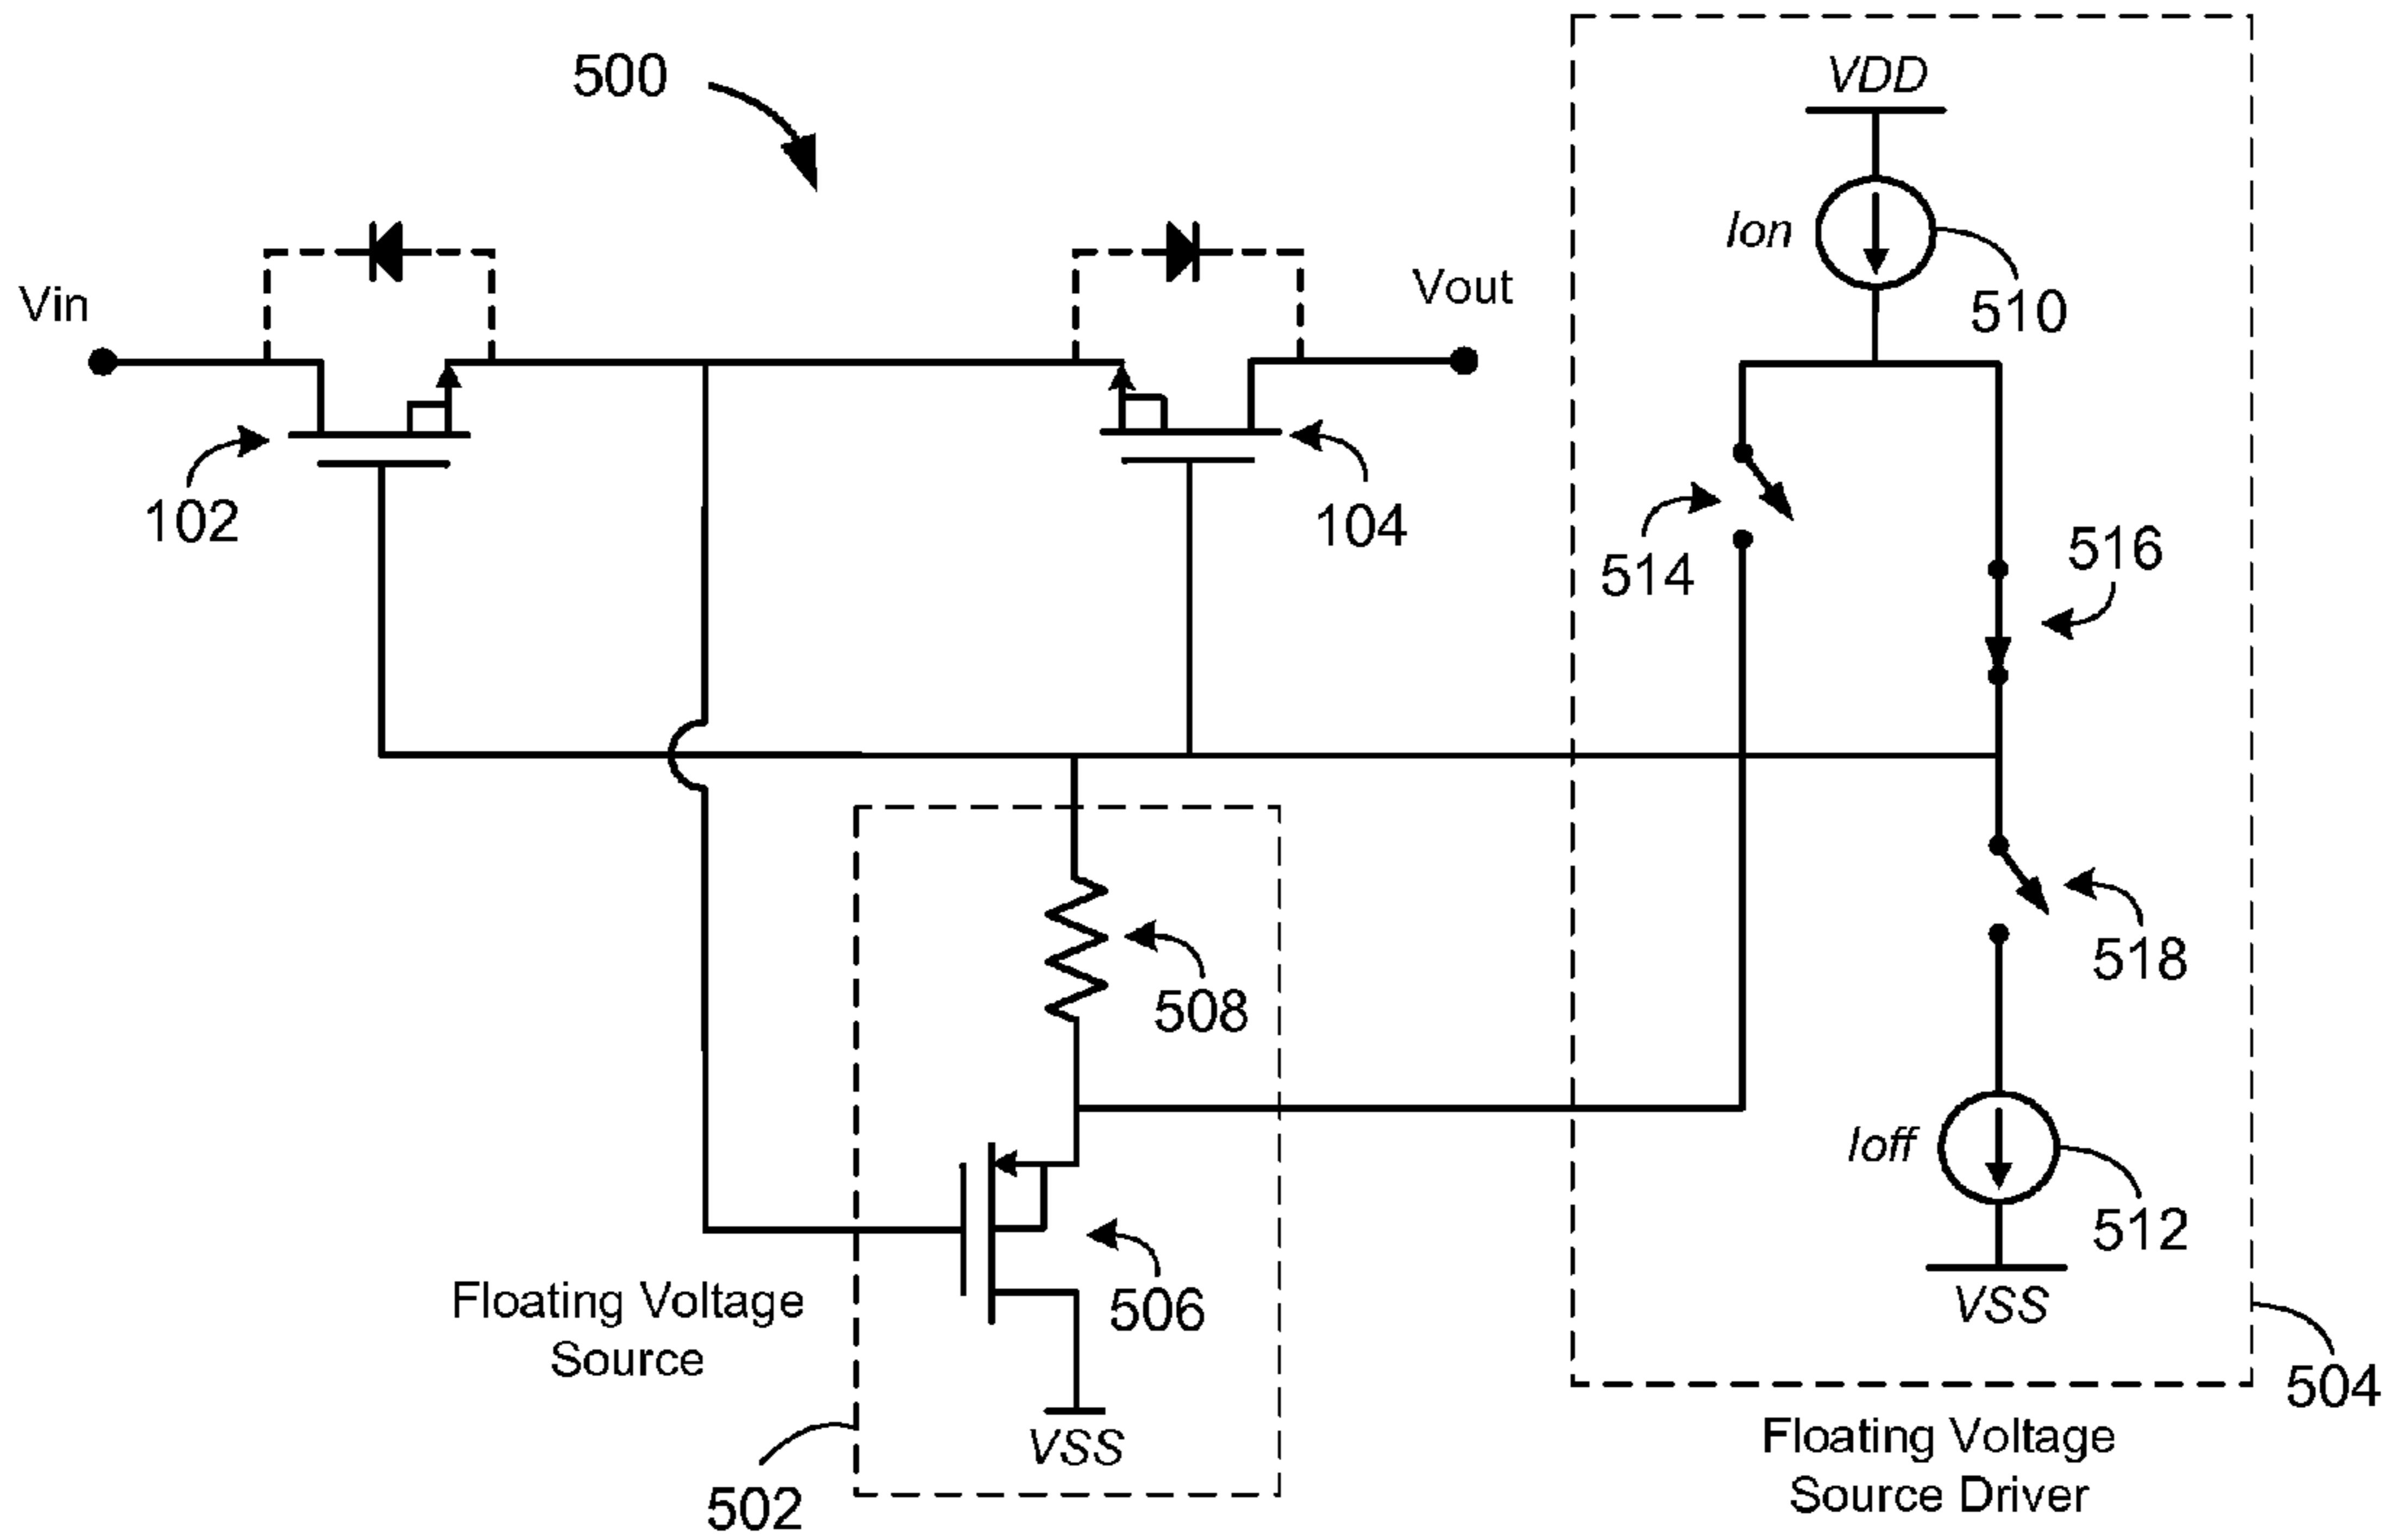 500
VDD
Ion
510
Vin
Vout
102
104
514
516
508
518
506
Ioff
512
VSS
Floating Voltage
Source
VSS
502
504
Floating Voltage
Source Driver